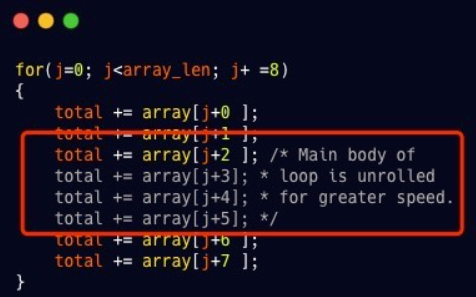 for(j=0; j<array_len; j+ =8)
{
total += array[j+0 ];
total += array[j+1 ];
total += array[j+2 ]; /* Main body of
total += array[j+3]; * loop is unrolled
total += array[j+4]; * for greater speed.
total += array[j+5]; */
total += array[j+6 ];
total += array[j+7 ];
}